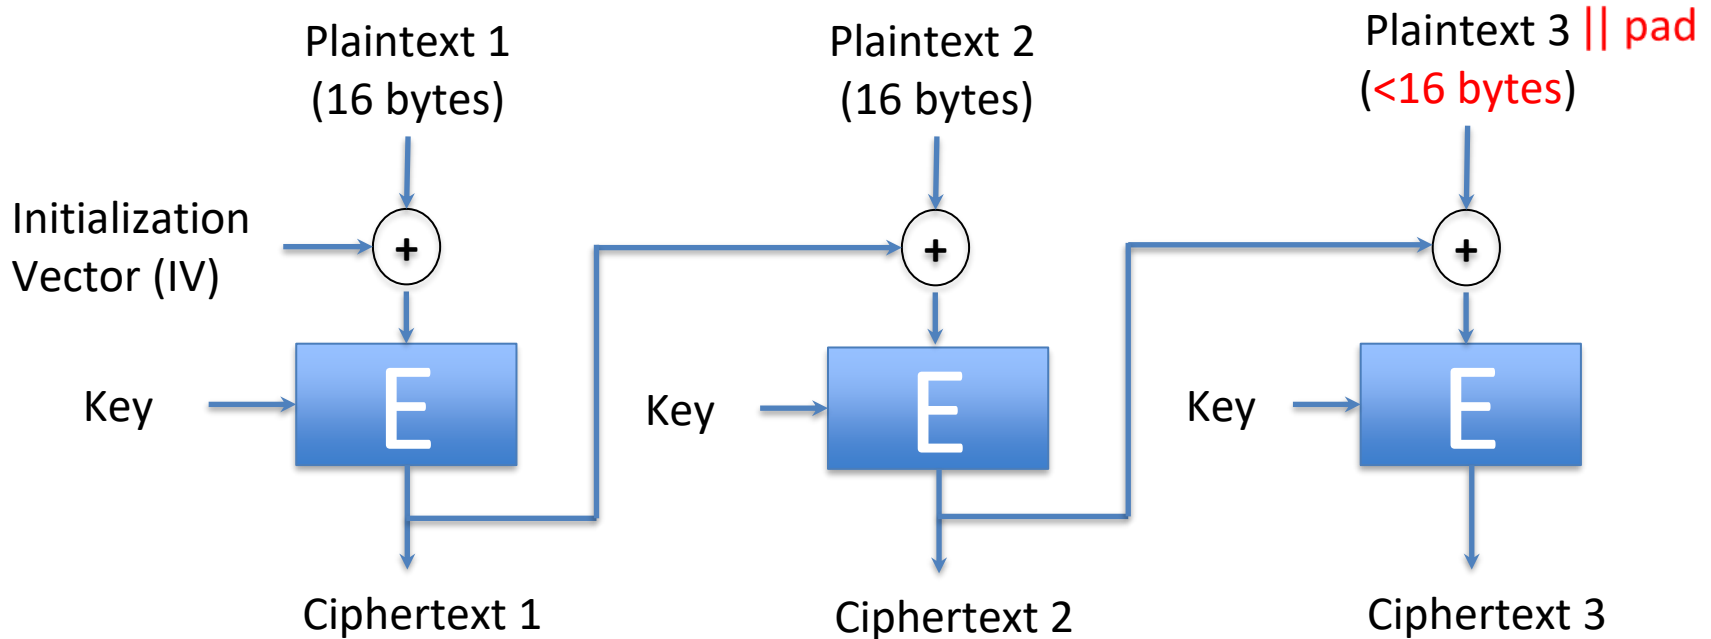 Plaintext 1
(16 bytes)
Plaintext 2
(16 bytes)
Plaintext 3 || pad
(<16 bytes)
Initialization
Vector (IV)
+
+
+
Key
E
Key
E
Key
E
Ciphertext 1
Ciphertext 2
Ciphertext 3